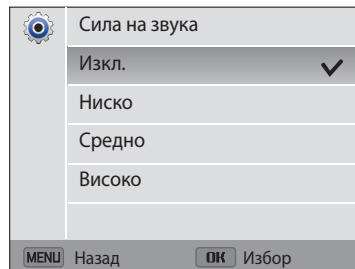 Сила на звука
Изкл.
Ниско
Средно
Високо
MENU Назад OK Избор